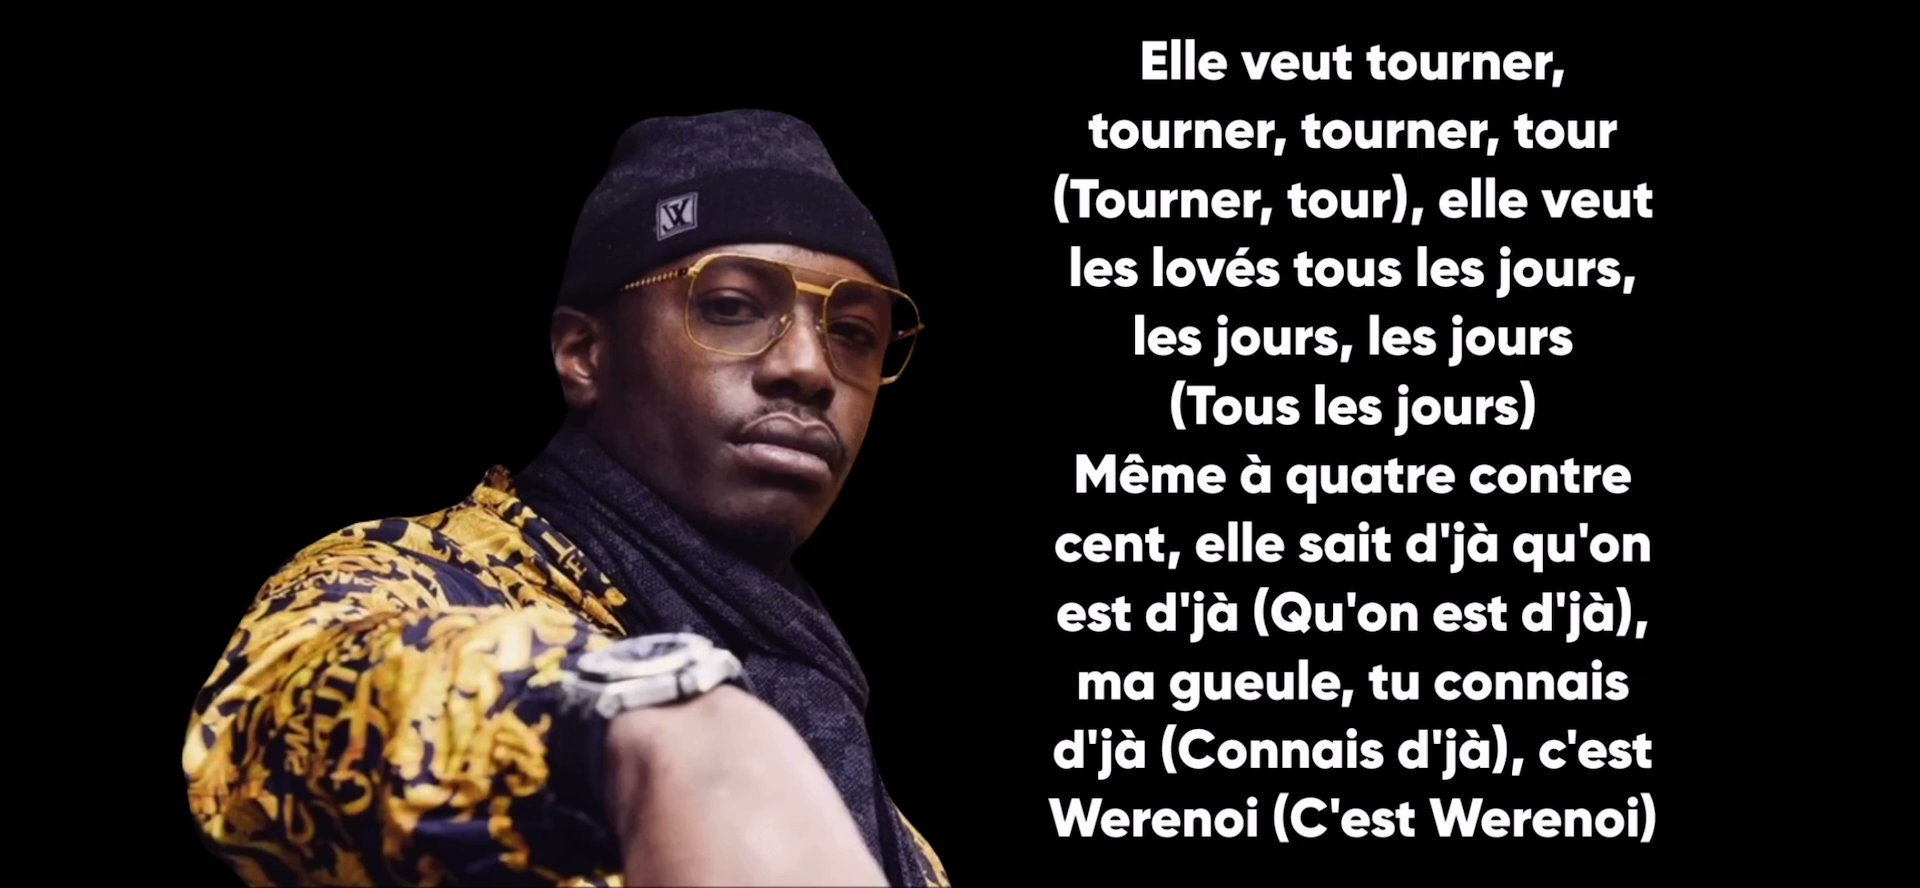 Elle veut tourner,
tourner, tourner, tour
(Tourner, tour), elle veut
les lovés tous les jours,
les jours, les jours
(Tous les jours)
Même à quatre contre
cent, elle sait d'jà qu'on
est d'jà (Qu'on est d'jà),
ma gueule, tu connais
d'jà (Connais d'jà), c'est
Werenoi (C'est Werenoi)